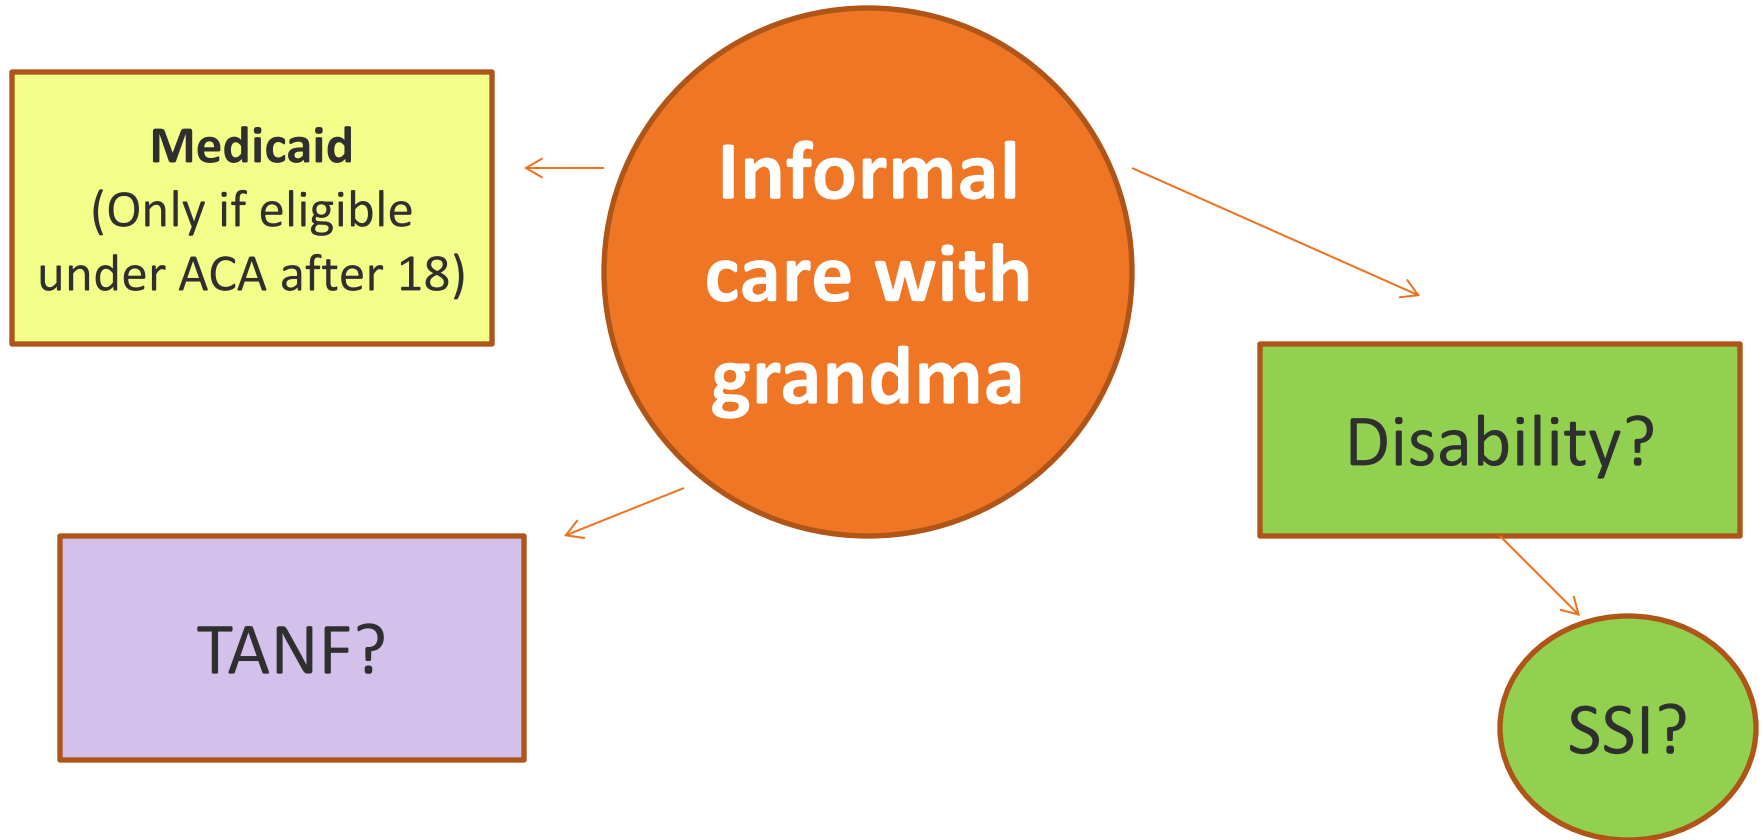 Medicaid
(Only if eligible
under ACA after 18)
Informal
care with
grandma
Disability?
TANF?
SSI?